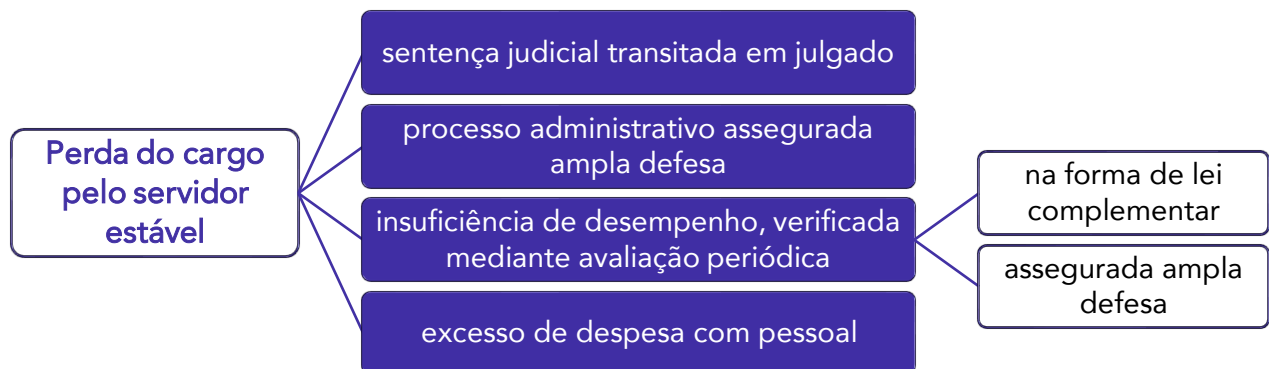 Perda do cargo
pelo servidor
estável
sentença judicial transitada em julgado
processo administrativo assegurada
ampla defesa
insuficiência de desempenho, verificada
mediante avaliação periódica
na forma de lei
complementar
assegurada ampla
defesa
excesso de despesa com pessoal